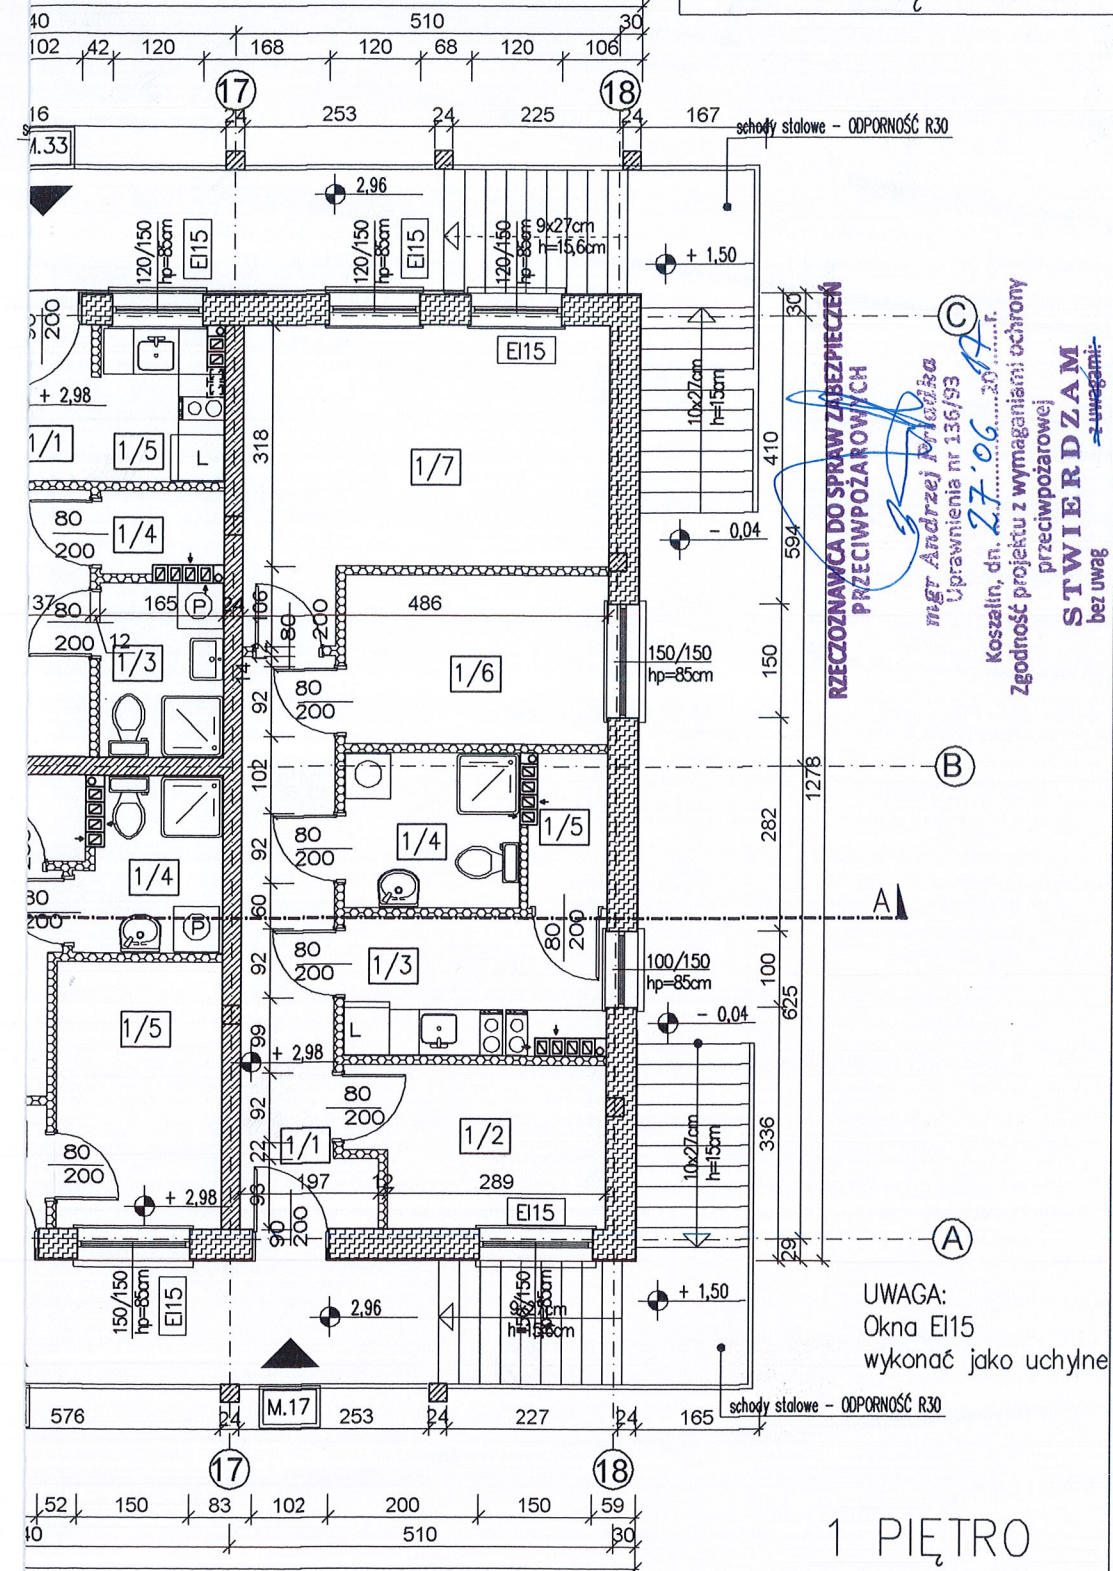 40
510
30
102
42
120
168
120
68
120
106
17
18
16
24
253
24
225
24
167
schody stalowe – ODPORNOŚĆ R30
M.33
2,96
120/150
hp=85cm
EI15
120/150
hp=85cm
EI15
120/150
hp=85cm
9x27cm
h=15,6cm
+ 1,50
200
EI15
30
C
+ 2,98
1/1
1/5
L
318
1/7
10x27cm
h=15cm
410
1/4
80
200
- 0,04
594
37
80
200
165
P
24
106
80
200
486
12
1/3
14
1/6
150/150
hp=85cm
150
92
80
200
B
102
1278
1/5
282
92
80
200
1/4
1/4
60
A
80
P
92
80
200
1/3
80
200
100/150
hp=85cm
100
625
1/5
L
99
+ 2,98
- 0,04
92
80
200
1/2
1/1
22
336
10x27cm
h=15cm
80
200
197
12
289
93
+ 2,98
90
200
EI15
29
A
150/150
hp=85cm
EI15
2,96
+ 1,50
UWAGA:
Okna EI15
wykonać jako uchylne
M.17
schody stalowe – ODPORNOŚĆ R30
576
24
253
24
227
24
165
17
18
52
150
83
102
200
150
59
40
510
30
1 PIĘTRO
RZECZOZNAWCA DO SPRAW ZABEZPIECZEŃ
PRZECIWPOŻAROWYCH
mgr Andrzej Priadka
Uprawnienia nr 136/93
Koszalin, dn. 27.06.2017 r.
Zgodność projektu z wymaganiami ochrony
przeciwpożarowej
STWIERDZAM
bez uwag z uwagami: